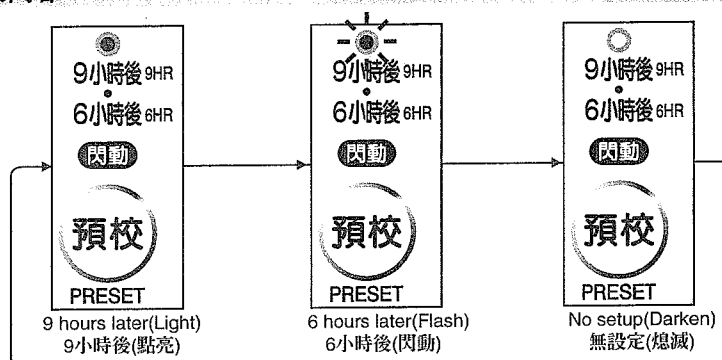 9小時後 9HR
6小時後 6HR
閃動
預校
PRESET
9 hours later(Light)
9小時後(點亮)
9小時後 9HR
6小時後 6HR
閃動
預校
PRESET
6 hours later(Flash)
6小時後(閃動)
9小時後 9HR
6小時後 6HR
閃動
預校
PRESET
No setup(Darken)
無設定(熄滅)